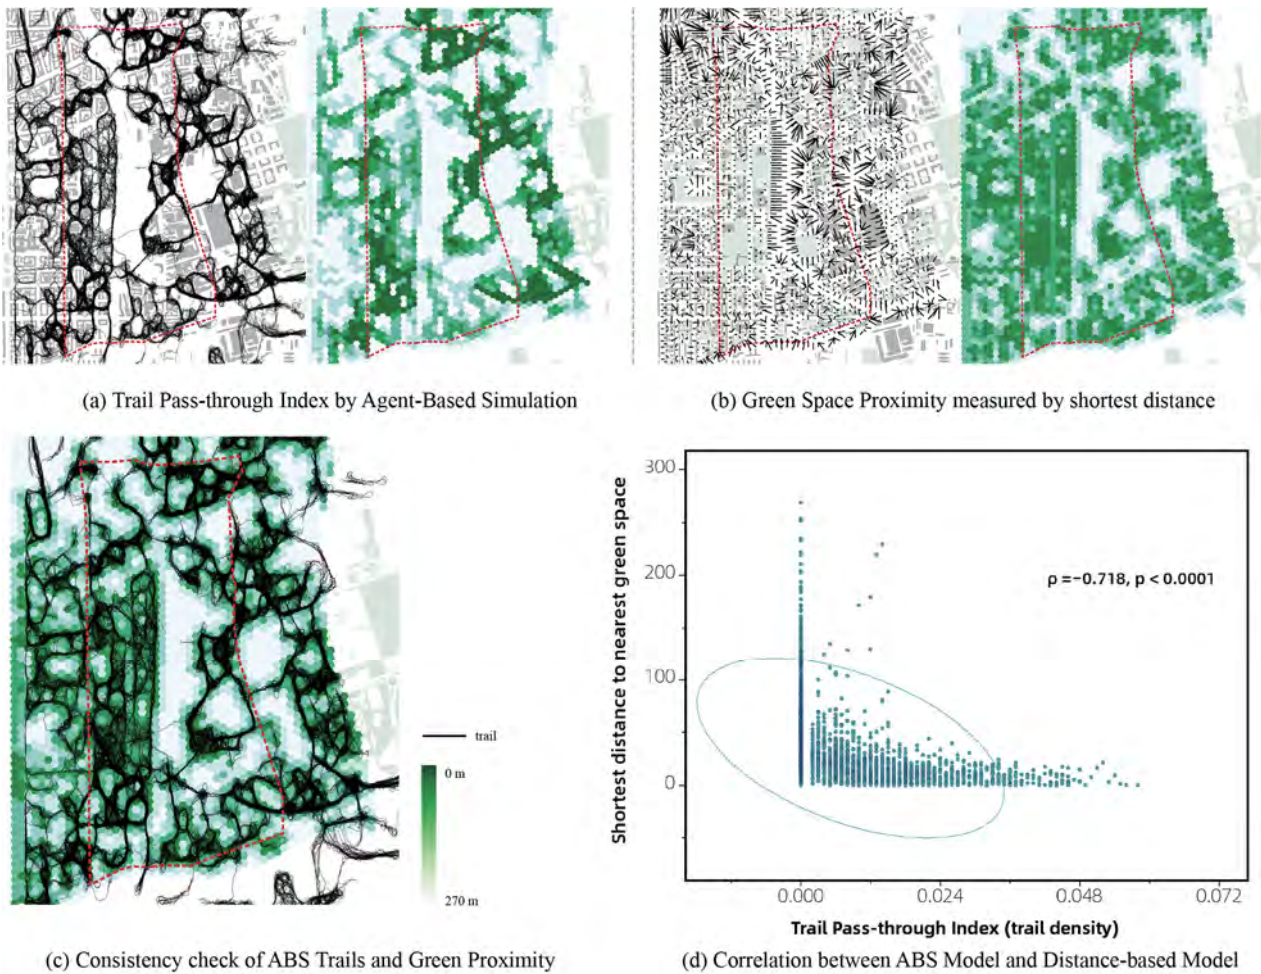 (a) Trail Pass-through Index by Agent-Based Simulation
(b) Green Space Proximity measured by shortest distance
trail
0 m
270 m
(c) Consistency check of ABS Trails and Green Proximity
Shortest distance to nearest green space
300
200
100
0
ρ =−0.718, p < 0.0001
0.000 0.024 0.048 0.072
Trail Pass-through Index (trail density)
(d) Correlation between ABS Model and Distance-based Model